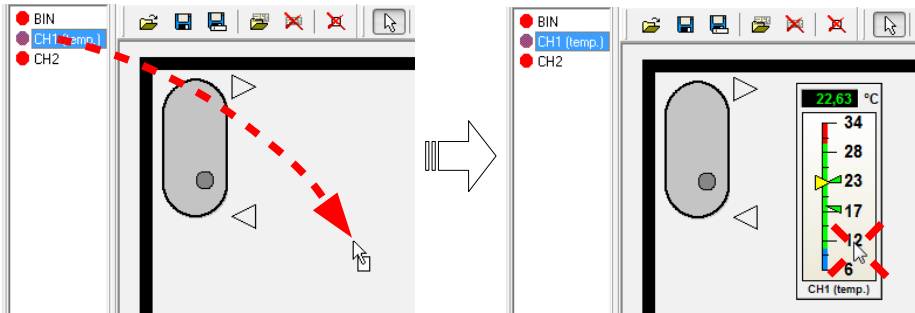 BIN
CH1 (temp.)
CH2
BIN
CH1 (temp.)
CH2
22,63 °C
34
28
23
17
12
6
CH1 (temp.)